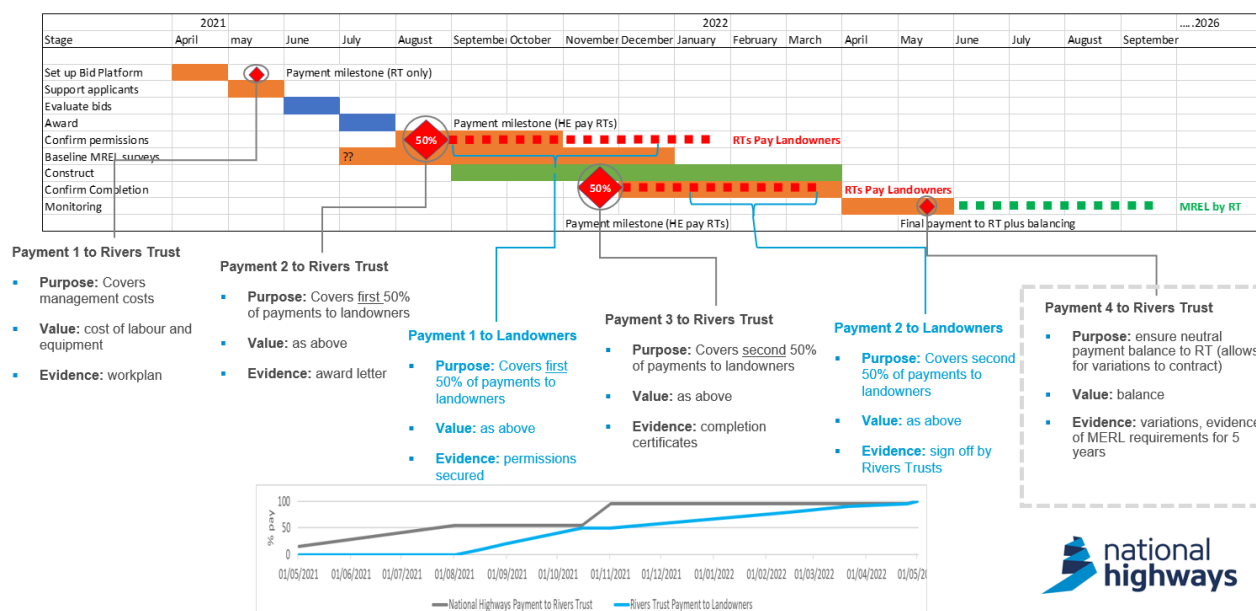 2021 2022 .....2026
Stage April may June July August September October November December January February March April May June July August September
Set up Bid Platform Payment milestone (RT only)
Support applicants
Evaluate bids
Award Payment milestone (HE pay RTs)
Confirm permissions 50% RTs Pay Landowners
Baseline MREL surveys ??
Construct
Confirm Completion 50% RTs Pay Landowners
Monitoring MREL by RT
Payment milestone (HE pay RTs) Final payment to RT plus balancing
Payment 1 to Rivers Trust
Purpose: Covers
management costs
Value: cost of labour and
equipment
Evidence: workplan
Payment 2 to Rivers Trust
Purpose: Covers first 50%
of payments to landowners
Value: as above
Evidence: award letter
Payment 1 to Landowners
Purpose: Covers first
50% of payments to
landowners
Value: as above
Evidence: permissions
secured
Payment 3 to Rivers Trust
Purpose: Covers second 50%
of payments to landowners
Value: as above
Evidence: completion
certificates
Payment 2 to Landowners
Purpose: Covers second
50% of payments to
landowners
Value: as above
Evidence: sign off by
Rivers Trusts
Payment 4 to Rivers Trust
Purpose: ensure neutral
payment balance to RT (allows
for variations to contract)
Value: balance
Evidence: variations, evidence
of MERL requirements for 5
years
% pay
100
50
0
01/05/2021 01/06/2021 01/07/2021 01/08/2021 01/09/2021 01/10/2021 01/11/2021 01/12/2021 01/01/2022 01/02/2022 01/03/2022 01/04/2022 01/05/20
National Highways Payment to Rivers Trust Rivers Trust Payment to Landowners
national
highways